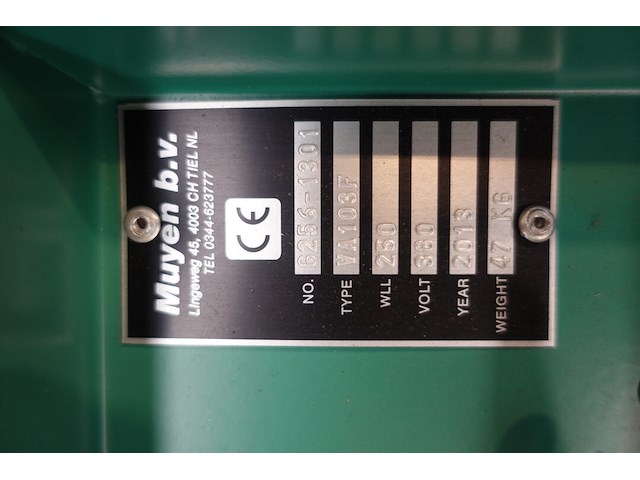 Muyen b.v.
Lingeweg 45, 4003 CH TIEL NL
TEL 0344-623777
CE
NO. 6256-1301
TYPE VA103F
WLL 250
VOLT 380
YEAR 2013
WEIGHT 47 KG